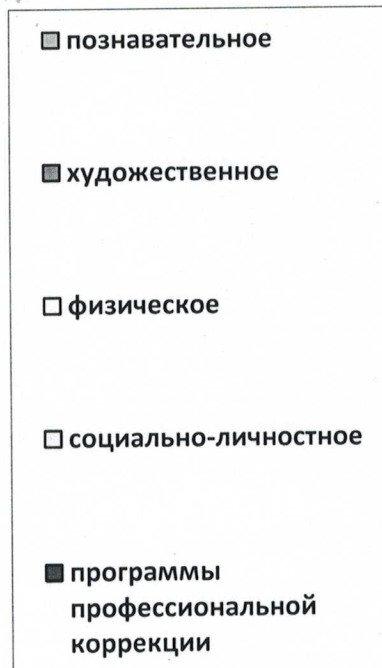 познавательное
художественное
физическое
социально-личностное
программы
профессиональной
коррекции